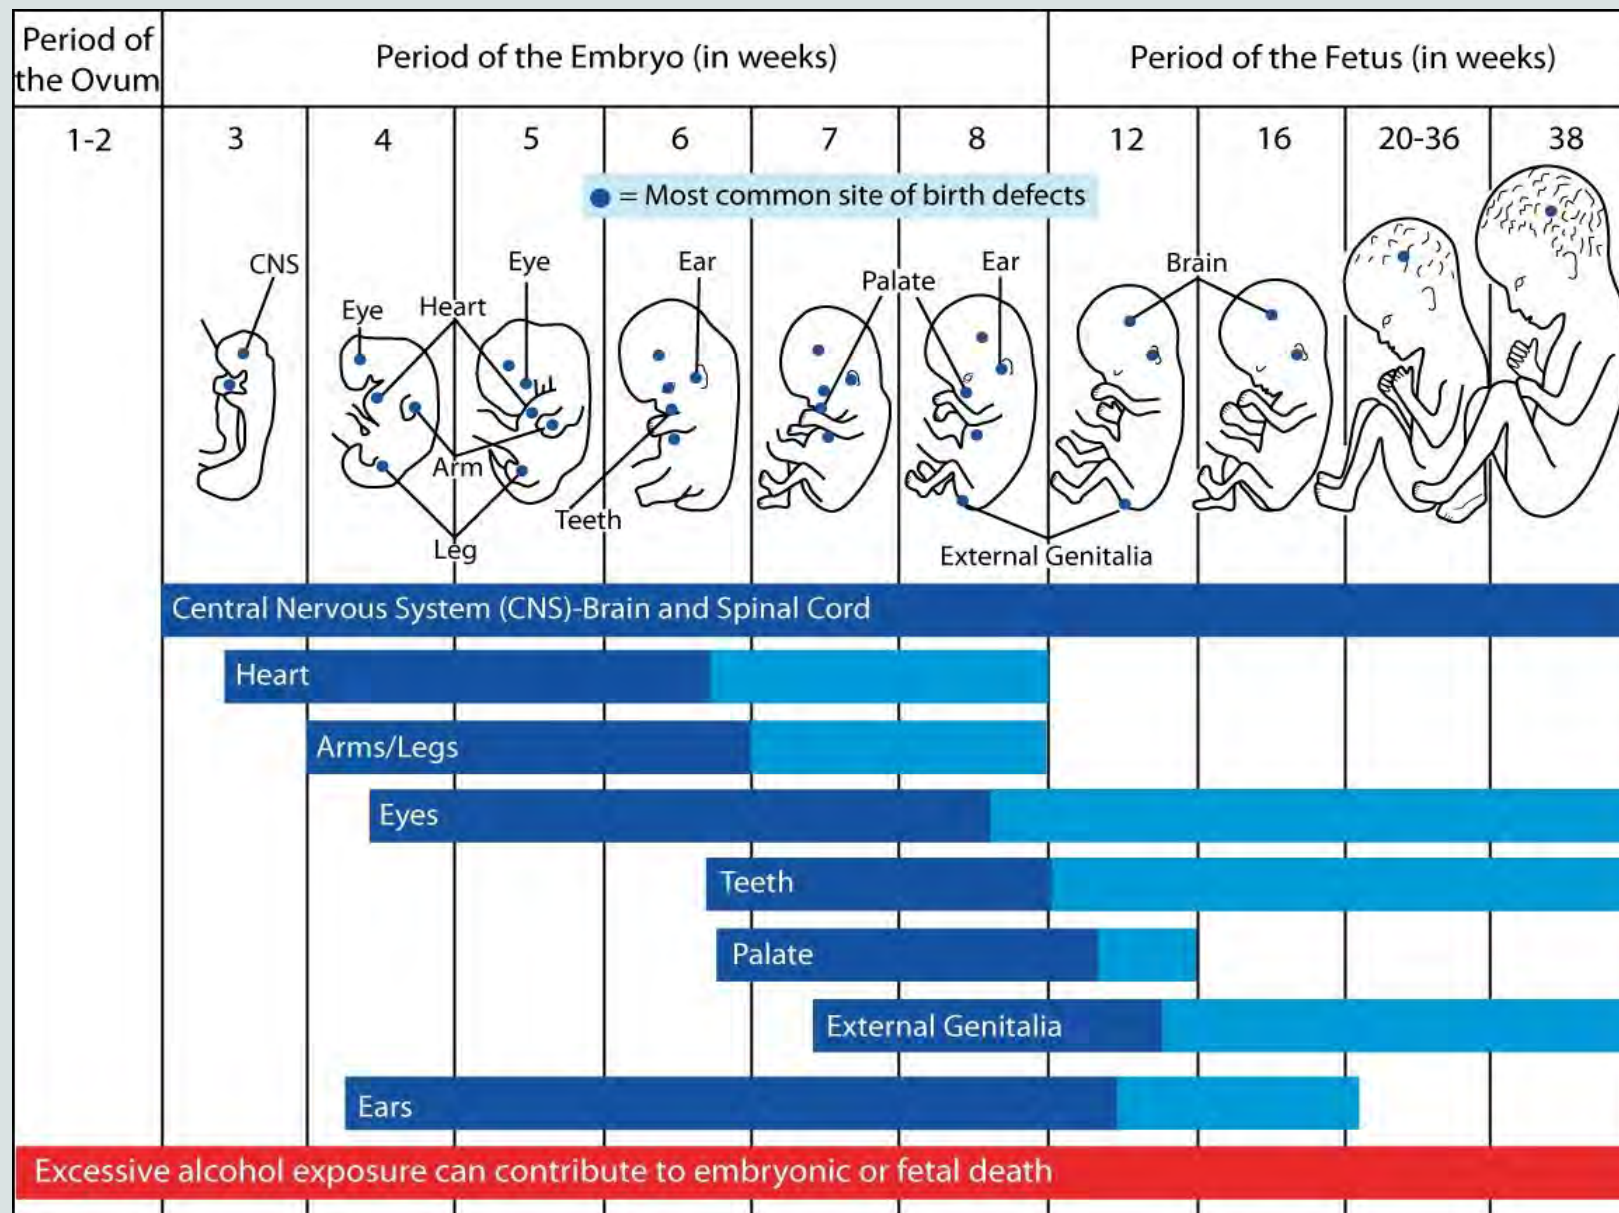 Period of
the Ovum
Period of the Embryo (in weeks)
Period of the Fetus (in weeks)
1-2
3
4
5
6
7
8
12
16
20-36
38
= Most common site of birth defects
CNS
Eye
Heart
Eye
Ear
Palate
Ear
Brain
Arm
Leg
Teeth
External Genitalia
Central Nervous System (CNS)-Brain and Spinal Cord
Heart
Arms/Legs
Eyes
Teeth
Palate
External Genitalia
Ears
Excessive alcohol exposure can contribute to embryonic or fetal death